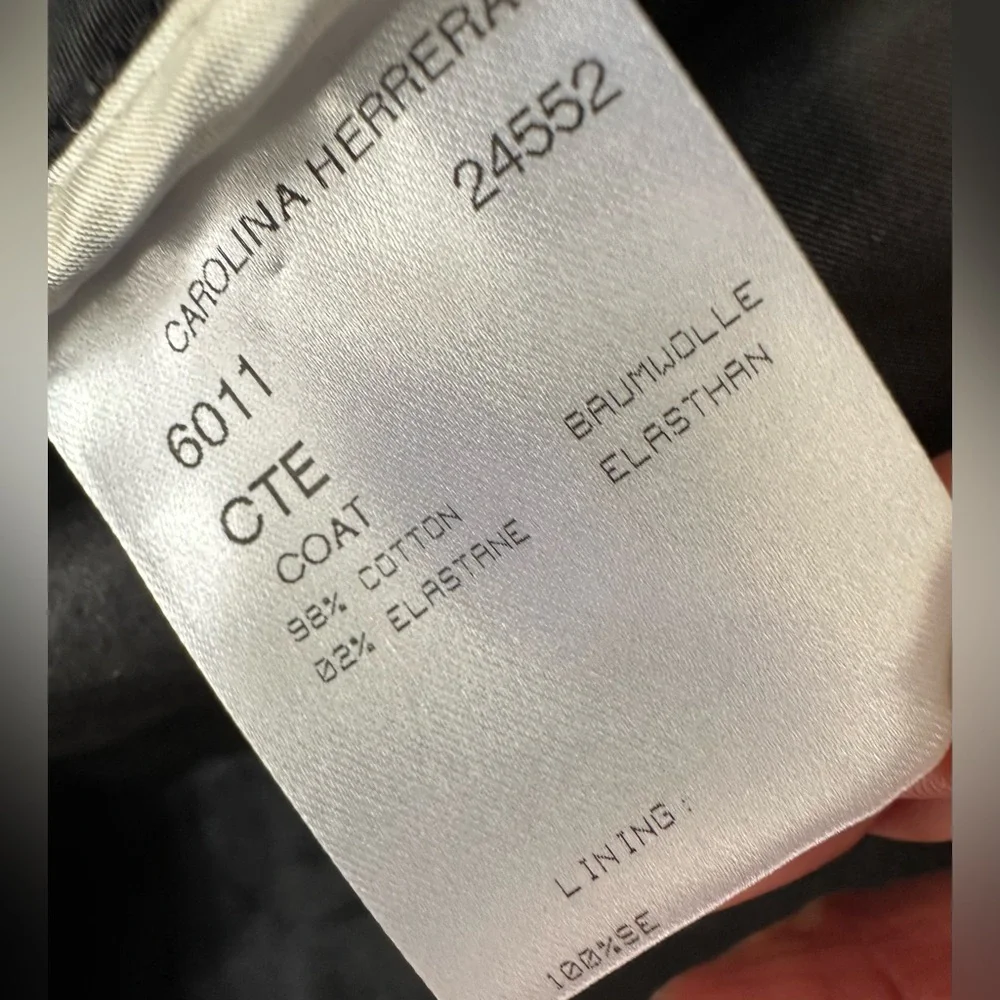 CAROLINA HERRERA
24552
6011
CTE
COAT
98% COTTON BAUMWOLLE
02% ELASTANE ELASTHAN
LINING:
100%SE